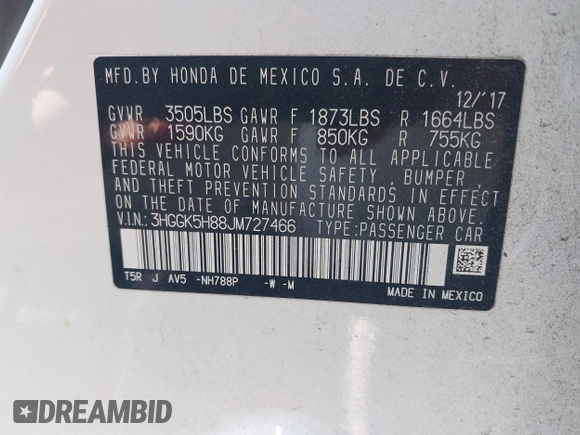 MFD.BY HONDA DE MEXICO S.A. DE C.V.
12/'17
GVWR 3505LBS GAWR F 1873LBS R 1664LBS
GVWR 1590KG GAWR F 850KG R 755KG
THIS VEHICLE CONFORMS TO ALL APPLICABLE
FEDERAL MOTOR VEHICLE SAFETY, BUMPER,
AND THEFT PREVENTION STANDARDS IN EFFECT
ON THE DATE OF MANUFACTURE SHOWN ABOVE.
V.I.N.: 3HGGK5H88JM727466 TYPE:PASSENGER CAR
T5R J AV5 -NH788P -W -M
MADE IN MEXICO
DREAMBID